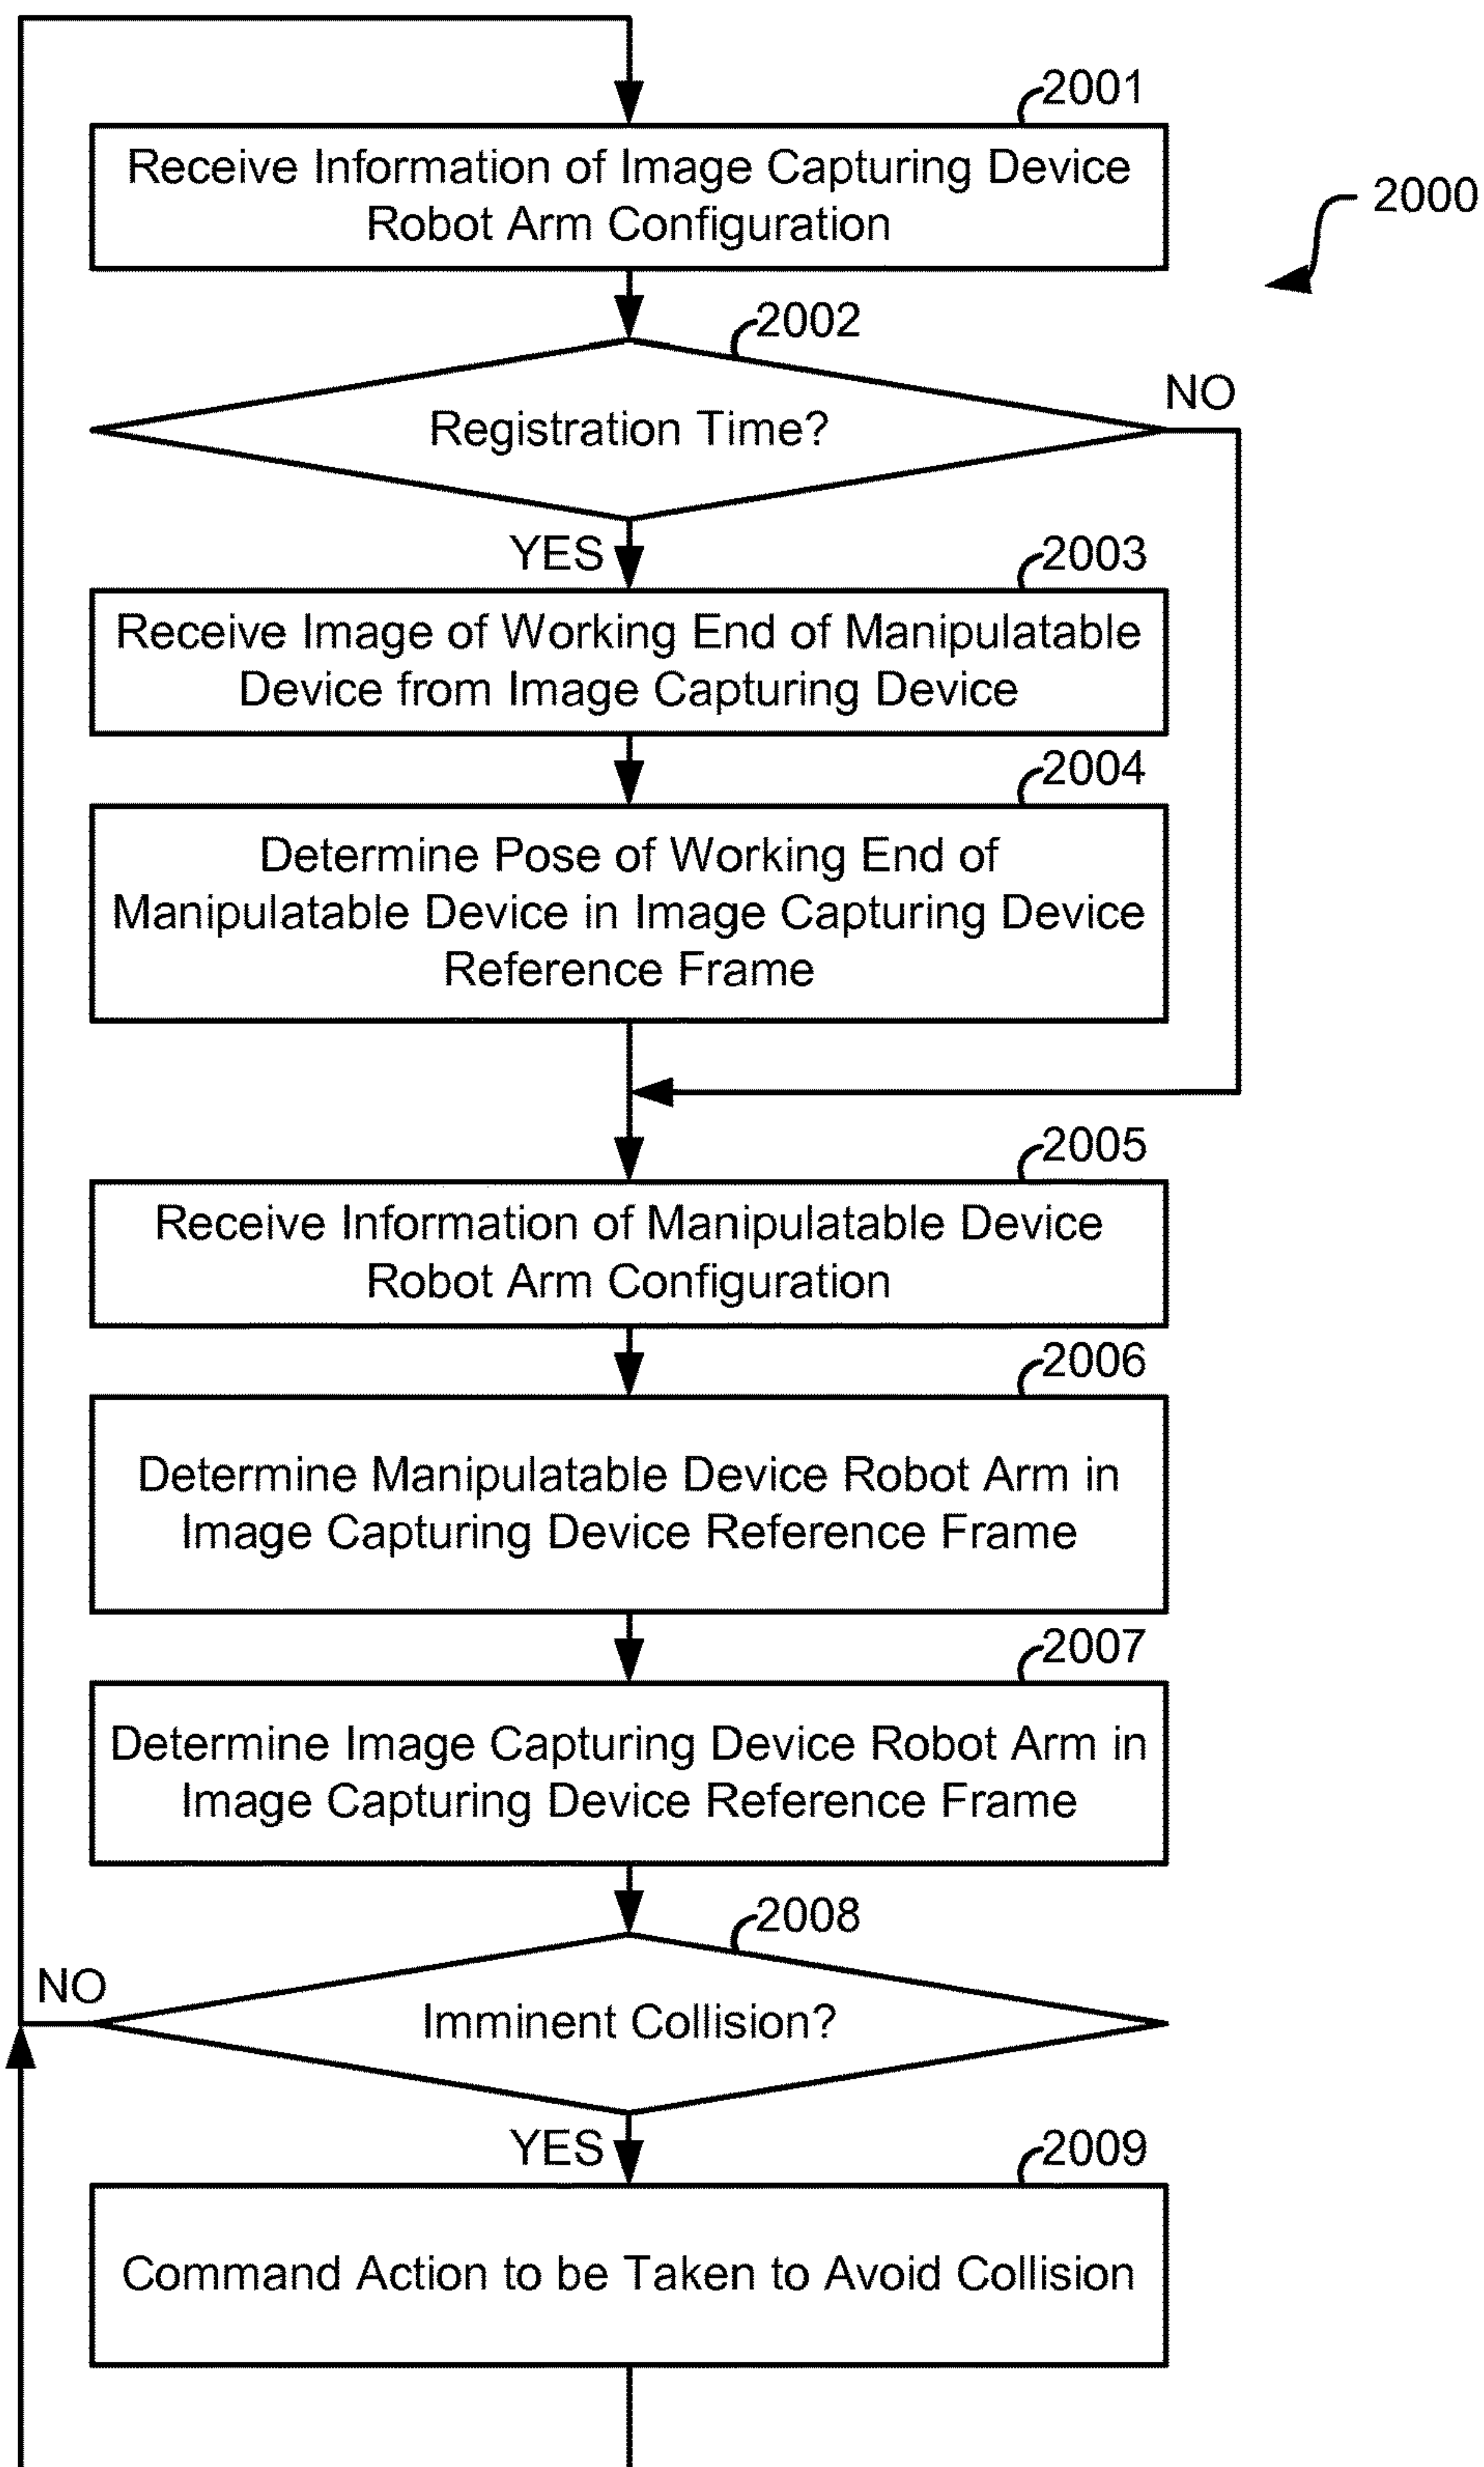 2001
Receive Information of Image Capturing Device
Robot Arm Configuration
2000
2002
Registration Time?
NO
YES
2003
Receive Image of Working End of Manipulatable
Device from Image Capturing Device
2004
Determine Pose of Working End of
Manipulatable Device in Image Capturing Device
Reference Frame
2005
Receive Information of Manipulatable Device
Robot Arm Configuration
2006
Determine Manipulatable Device Robot Arm in
Image Capturing Device Reference Frame
2007
Determine Image Capturing Device Robot Arm in
Image Capturing Device Reference Frame
2008
NO
Imminent Collision?
YES
2009
Command Action to be Taken to Avoid Collision